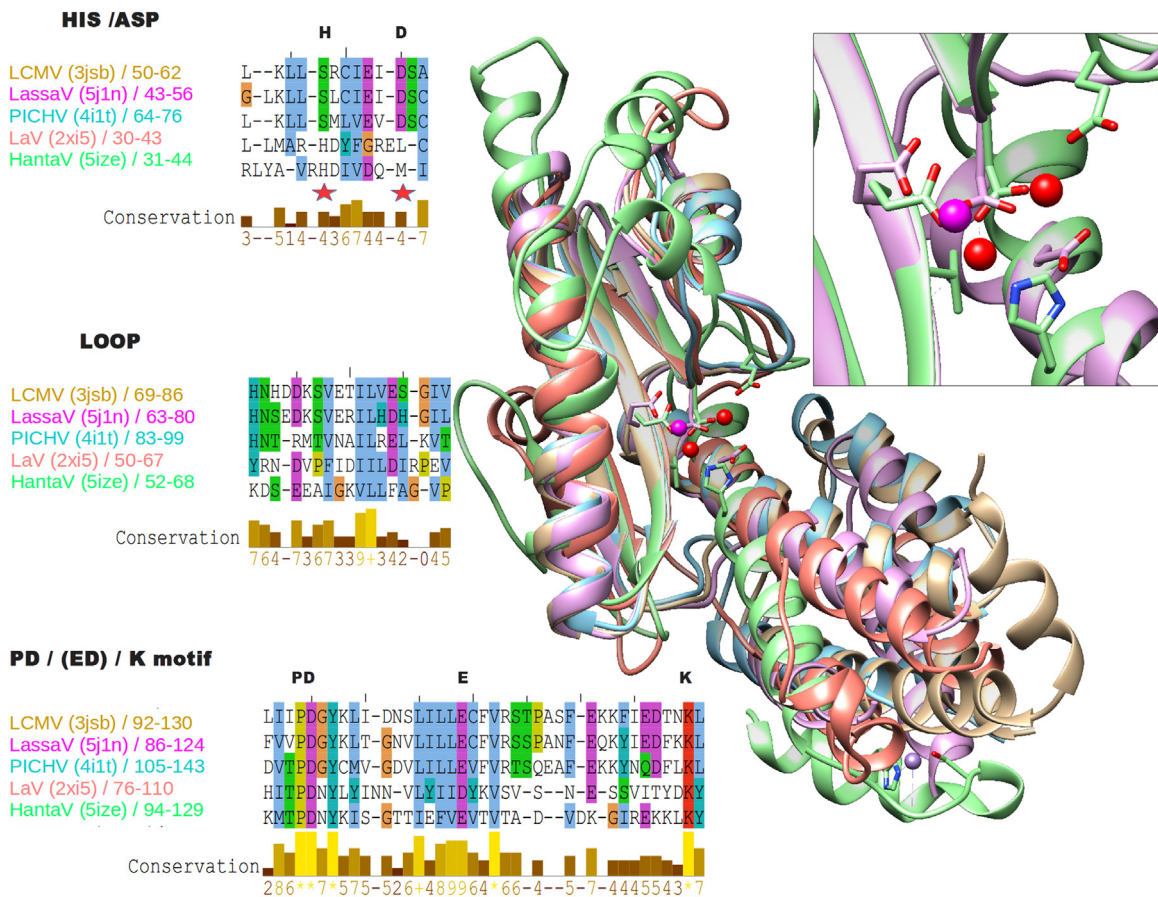 HIS /ASP
H D
LCMV (3jsb) / 50-62 L--KLL-SRCIEI-DSA
LassaV (5j1n) / 43-56 G-LKLL-SLCIEI-DSC
PICHV (4i1t) / 64-76 L--KLL-SMLVEV-DSC
LaV (2xi5) / 30-43 L-LMAR-HDYFGREL-C
HantaV (5ize) / 31-44 RLYA-VRHDIVDQ-M-I
Conservation
3--514-436744-4-7
LOOP
LCMV (3jsb) / 69-86 HNHDDKSVETILVES-GIV
LassaV (5j1n) / 63-80 HNSEDKSVERILHDH-GIL
PICHV (4i1t) / 83-99 HNT-RMTVNAILREL-KVT
LaV (2xi5) / 50-67 YRN-DVPFIDIILDIRPEV
HantaV (5ize) / 52-68 KDS-EEAIGKVLLFAG-VP
Conservation
764-7367339+342-045
PD / (ED) / K motif
PD E K
LCMV (3jsb) / 92-130 LIIPDGYKLI-DNSLILLECFVRSTPASF-EKKFIEDTNKL
LassaV (5j1n) / 86-124 FVVPDGYKLT-GNVLILLECFVRSSPANF-EQKYIEDFKKL
PICHV (4i1t) / 105-143 DVTPDGYCMV-GDVLILLEVFVRTSQEAF-EKKYNQDFLKL
LaV (2xi5) / 76-110 HITPDNYLYINN-VLYIIDYKVSV-S--N-E-SSVITYDKY
HantaV (5ize) / 94-129 KMTPDNYKIS-GTTIEFVEVTVTA-D--V-DK-GIREKKLKY
Conservation
286**7*575-526+489964*66-4--5-7-4445543*7